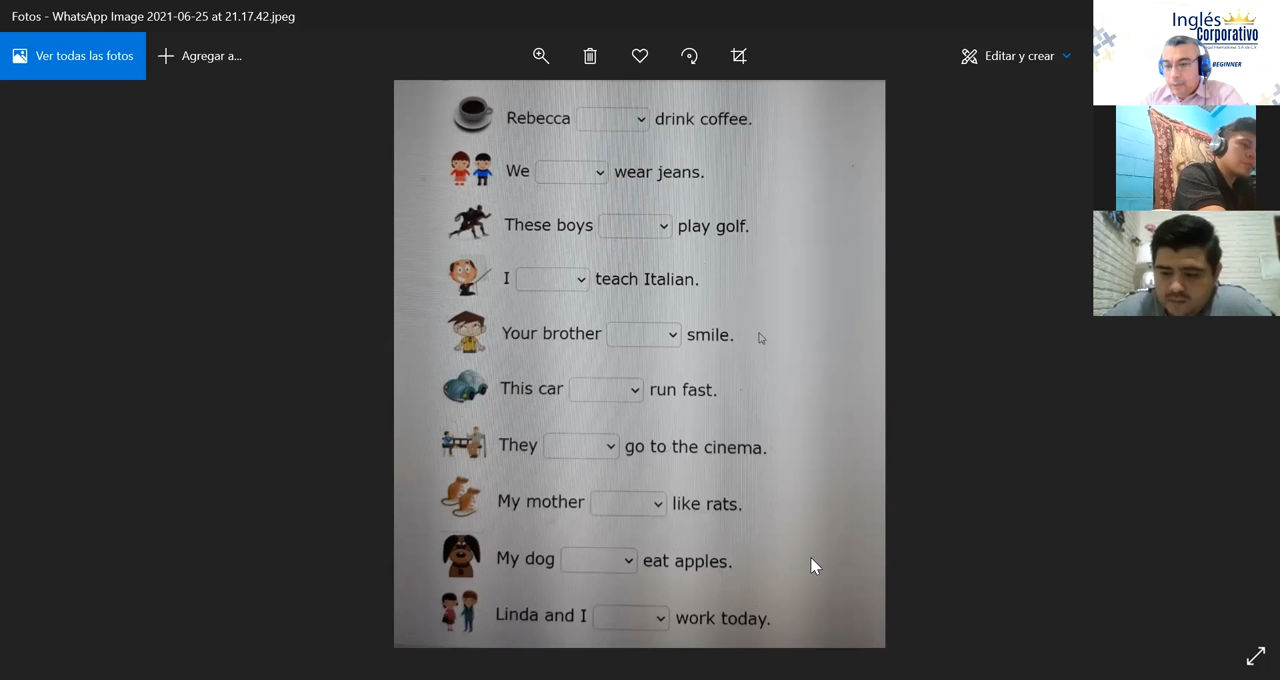 Fotos - WhatsApp Image 2021-06-25 at 21.17.42.jpeg
Ver todas las fotos
Agregar a...
Editar y crear
Inglés
Corporativo
BEGINNER
Rebecca drink coffee.
We wear jeans.
These boys play golf.
I teach Italian.
Your brother smile.
This car run fast.
They go to the cinema.
My mother like rats.
My dog eat apples.
Linda and I work today.